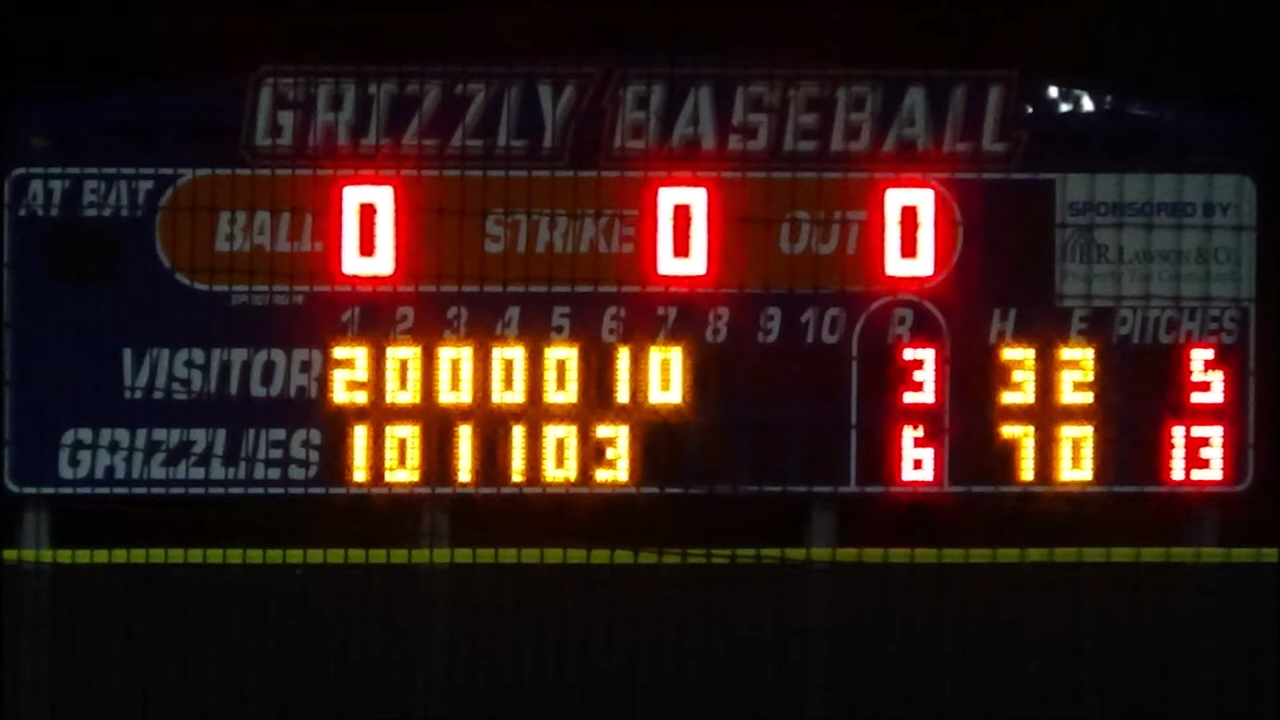 GRIZZLY BASEBALL
AT BAT BALL 0 STRIKE 0 OUT 0 SPONSORED BY:
LAWSON & CO
1 2 3 4 5 6 7 8 9 10 R H E PITCHES
VISITOR 2 0 0 0 0 1 0 3 3 2 5
GRIZZLIES 1 0 1 1 0 3 6 7 0 13